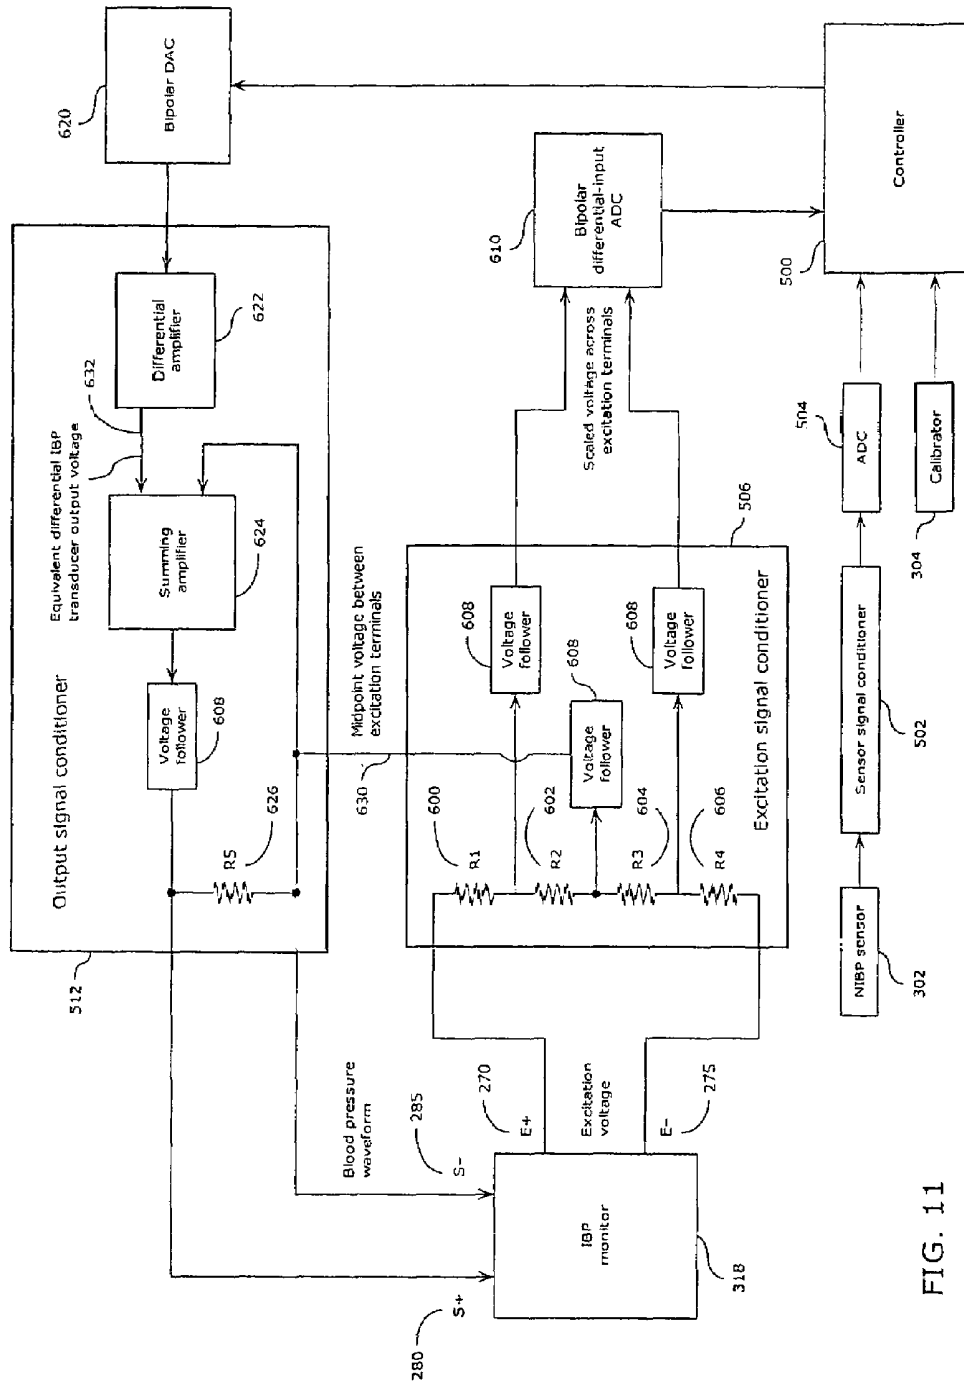 Output signal conditioner
512
620
Bipolar DAC
Equivalent differential IBP
transducer output voltage
632
Differential
amplifier
622
Summing
amplifier
624
Voltage
follower
608
R5
626
Midpoint voltage between
excitation terminals
630
Blood pressure
waveform
280
S+
285
S-
IBP
monitor
318
270
E+
Excitation
voltage
E-
275
600
R1
602
R2
604
R3
606
R4
Voltage
follower
608
Voltage
follower
608
Voltage
follower
608
Excitation signal conditioner
506
Scaled voltage across
excitation terminals
610
Bipolar
differential-input
ADC
Controller
500
NIBP sensor
302
Sensor signal conditioner
502
ADC
504
Calibrator
304
FIG. 11